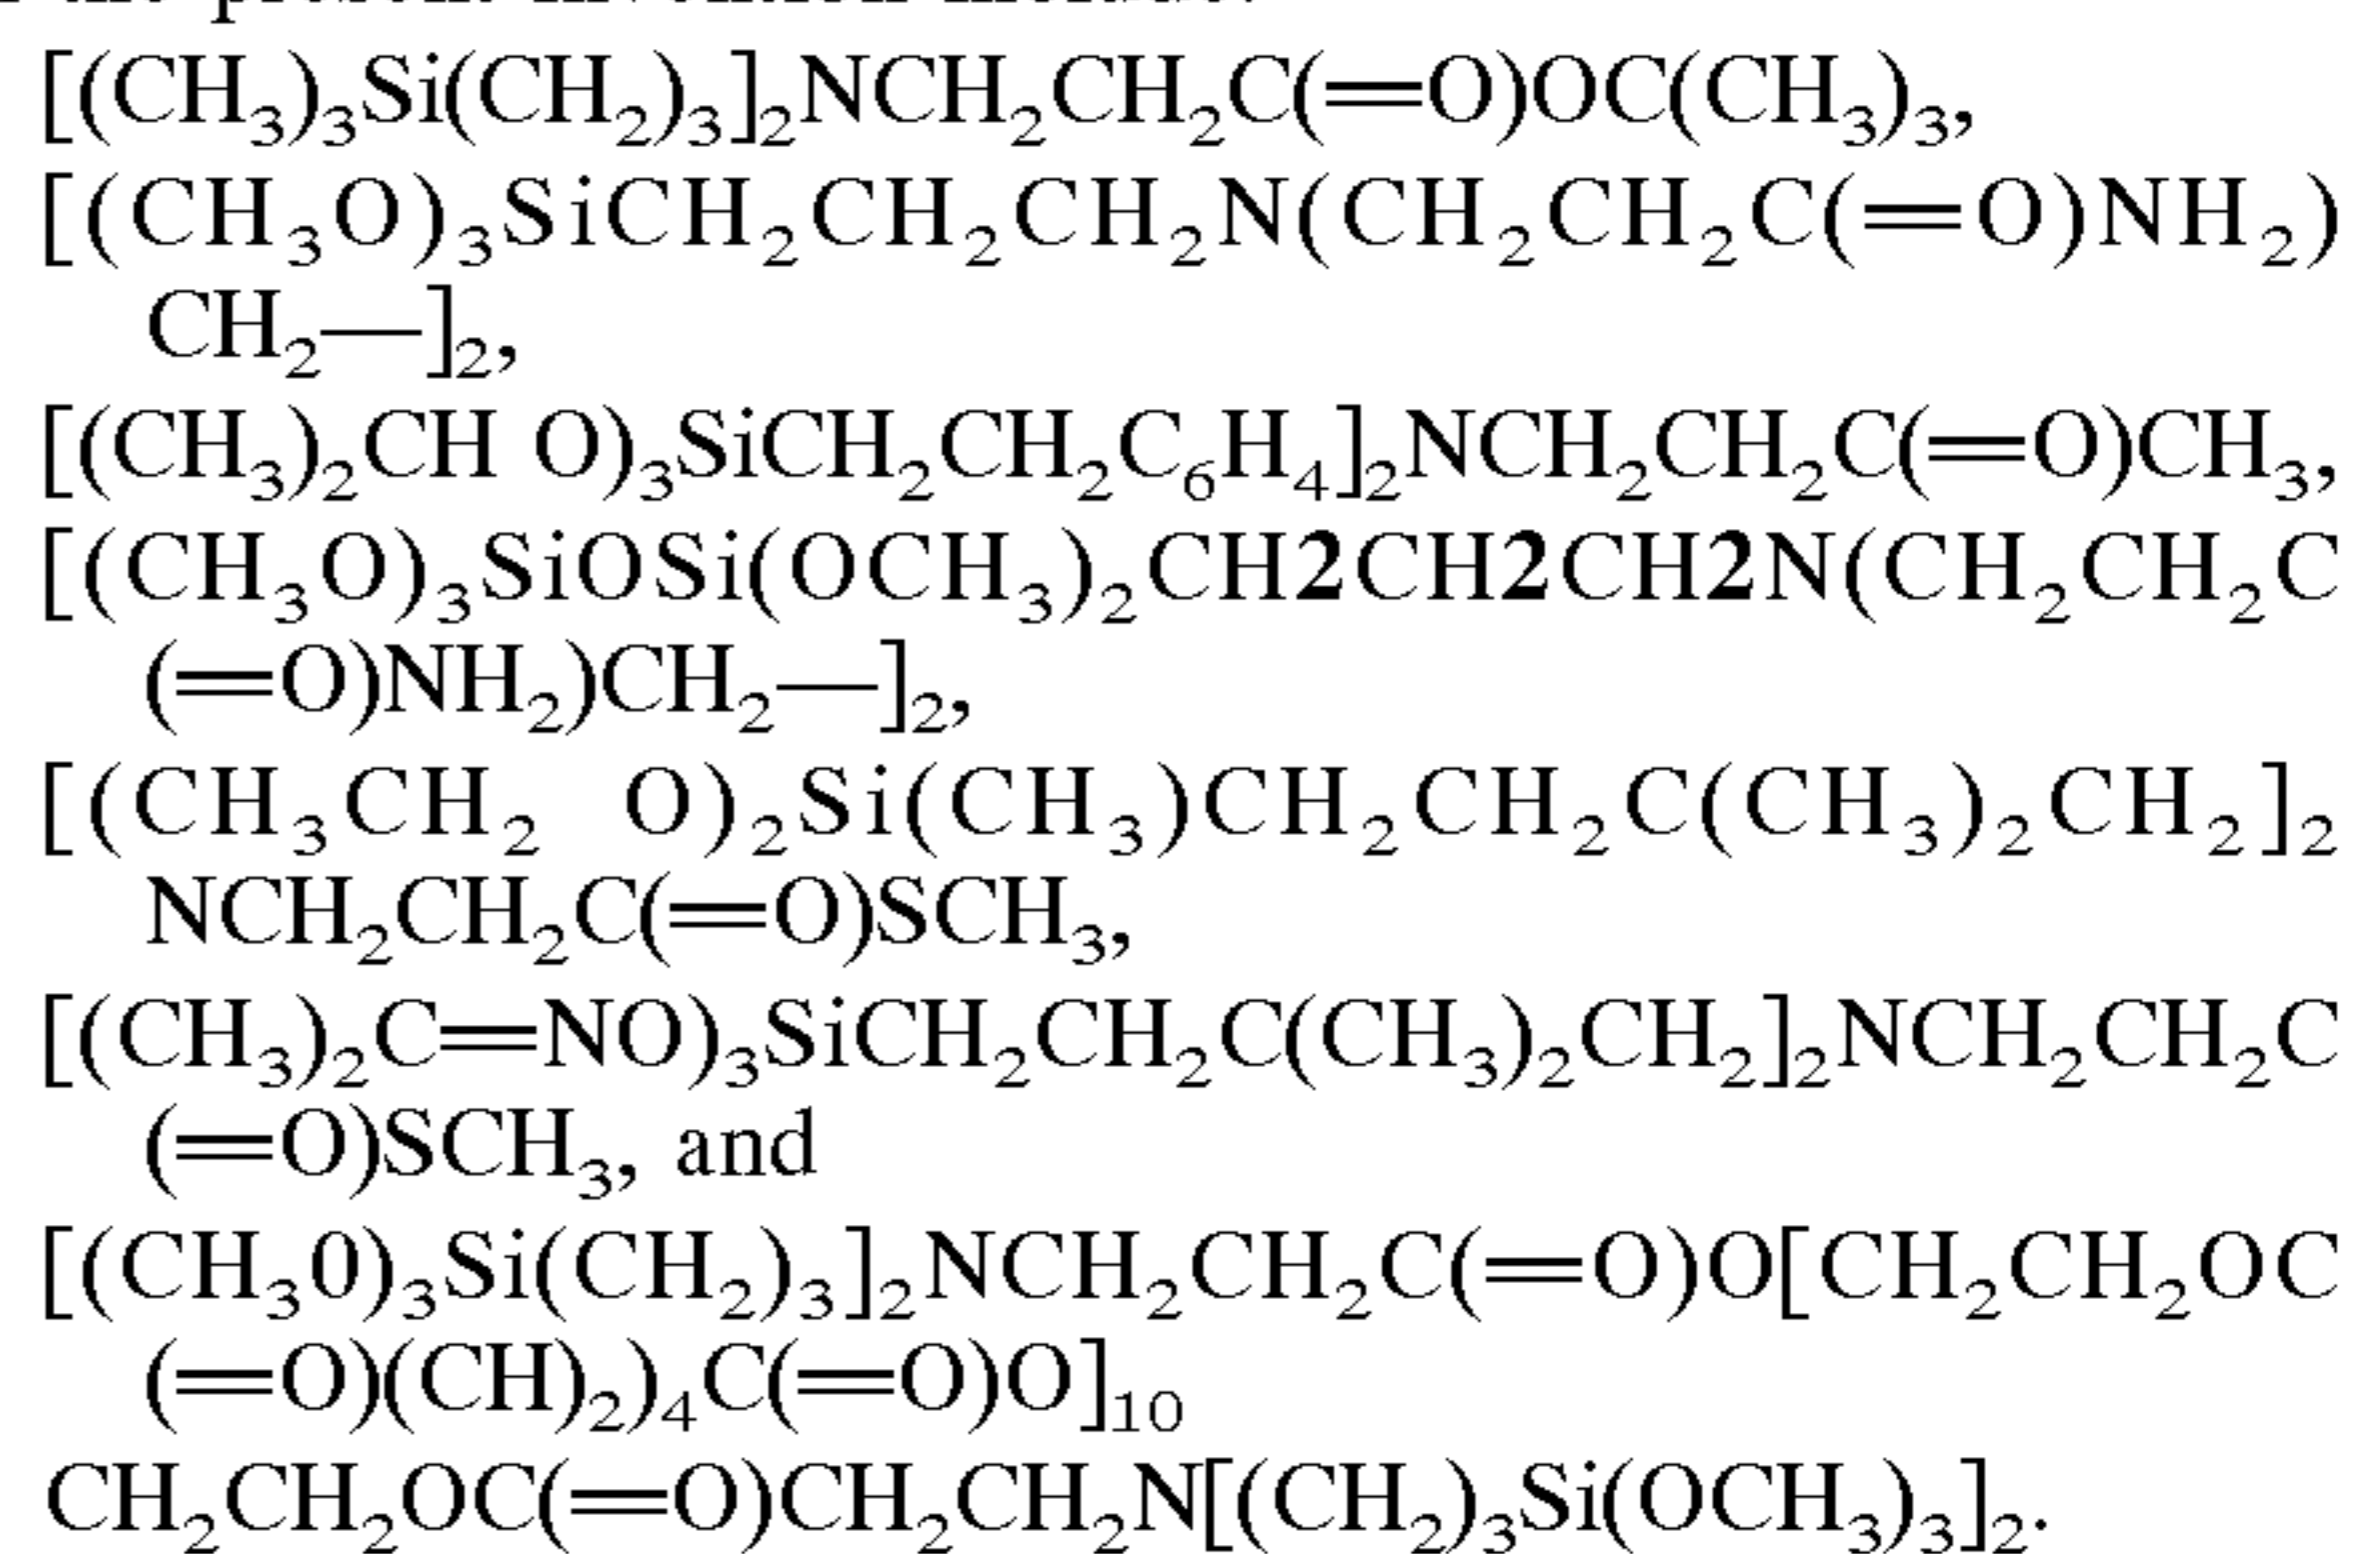 [(CH₃)₃Si(CH₂)₃]₂NCH₂CH₂C(=O)OC(CH₃)₃,
[(CH₃O)₃SiCH₂CH₂CH₂N(CH₂CH₂C(=O)NH₂)
CH₂—]₂,
[(CH₃)₂CH O)₃SiCH₂CH₂C₆H₄]₂NCH₂CH₂C(=O)CH₃,
[(CH₃O)₃SiOSi(OCH₃)₂CH2CH2CH2N(CH₂CH₂C
(=O)NH₂)CH₂—]₂,
[(CH₃CH₂ O)₂Si(CH₃)CH₂CH₂C(CH₃)₂CH₂]₂
NCH₂CH₂C(=O)SCH₃,
[(CH₃)₂C=NO)₃SiCH₂CH₂C(CH₃)₂CH₂]₂NCH₂CH₂C
(=O)SCH₃, and
[(CH₃0)₃Si(CH₂)₃]₂NCH₂CH₂C(=O)O[CH₂CH₂OC
(=O)(CH)₂)₄C(=O)O]₁₀
CH₂CH₂OC(=O)CH₂CH₂N[(CH₂)₃Si(OCH₃)₃]₂.